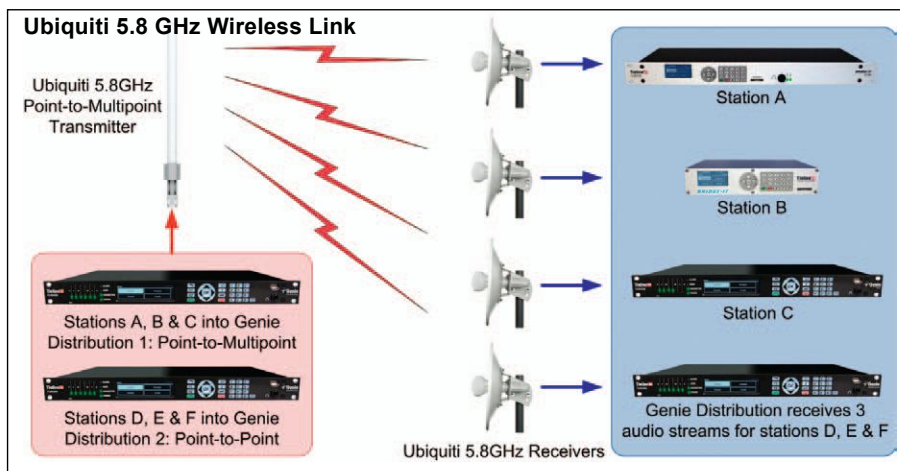 Ubiquiti 5.8 GHz Wireless Link
Ubiquiti 5.8GHz
Point-to-Multipoint
Transmitter
Stations A, B & C into Genie
Distribution 1: Point-to-Multipoint
Stations D, E & F into Genie
Distribution 2: Point-to-Point
Ubiquiti 5.8GHz Receivers
Station A
BRIDGE-IT
Station B
Station C
Genie Distribution receives 3
audio streams for stations D, E & F